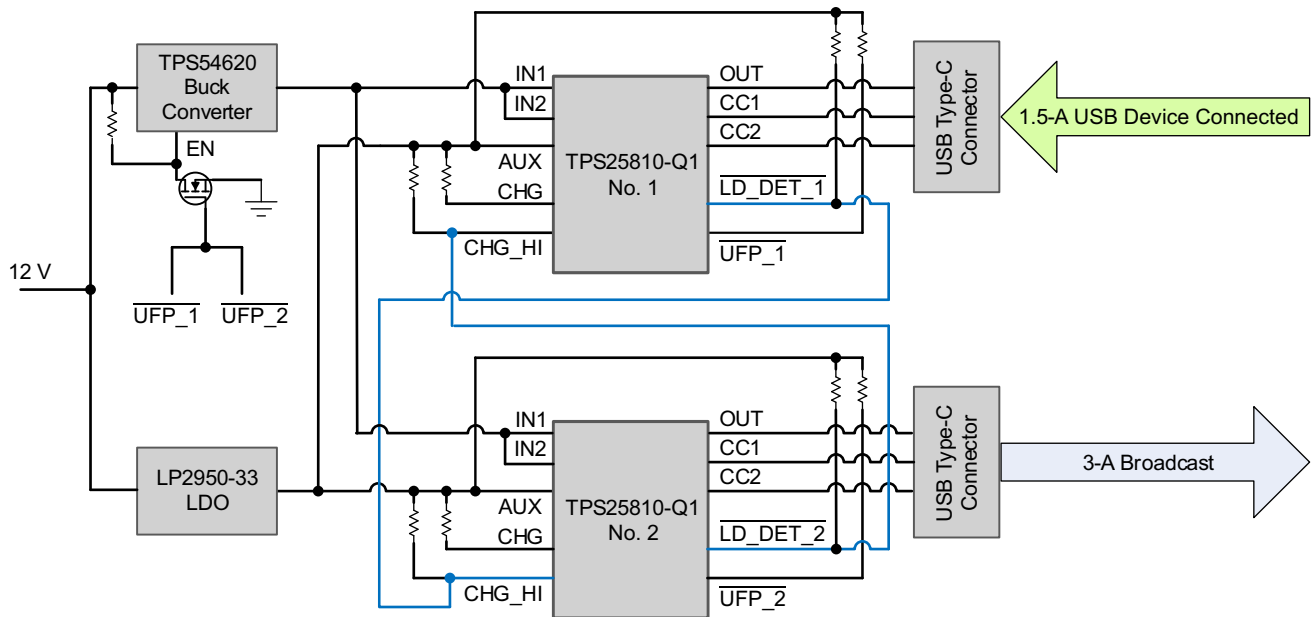 TPS54620
Buck
Converter
EN
12 V
UFP_1
UFP_2
LP2950-33
LDO
IN1
IN2
AUX
CHG
CHG_HI
TPS25810-Q1
No. 1
OUT
CC1
CC2
LD_DET_1
UFP_1
USB Type-C
Connector
1.5-A USB Device Connected
IN1
IN2
AUX
CHG
CHG_HI
TPS25810-Q1
No. 2
OUT
CC1
CC2
LD_DET_2
UFP_2
USB Type-C
Connector
3-A Broadcast